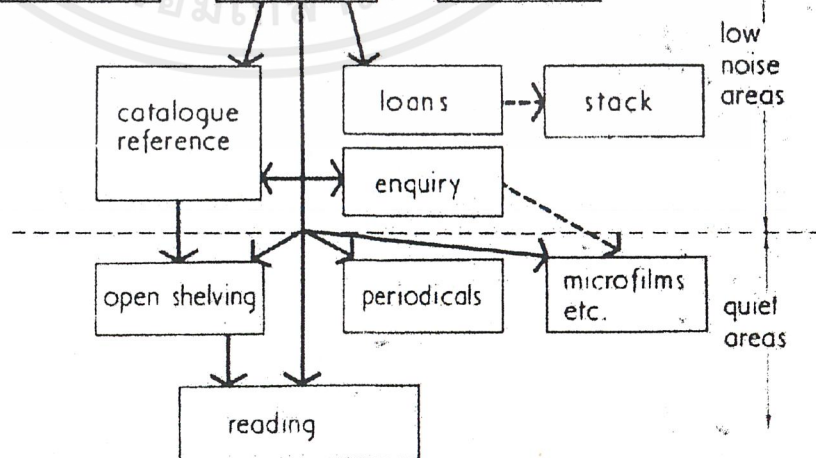 low
noise
areas
catalogue
reference
loans
stack
enquiry
open shelving
periodicals
microfilms
etc.
quiet
areas
reading